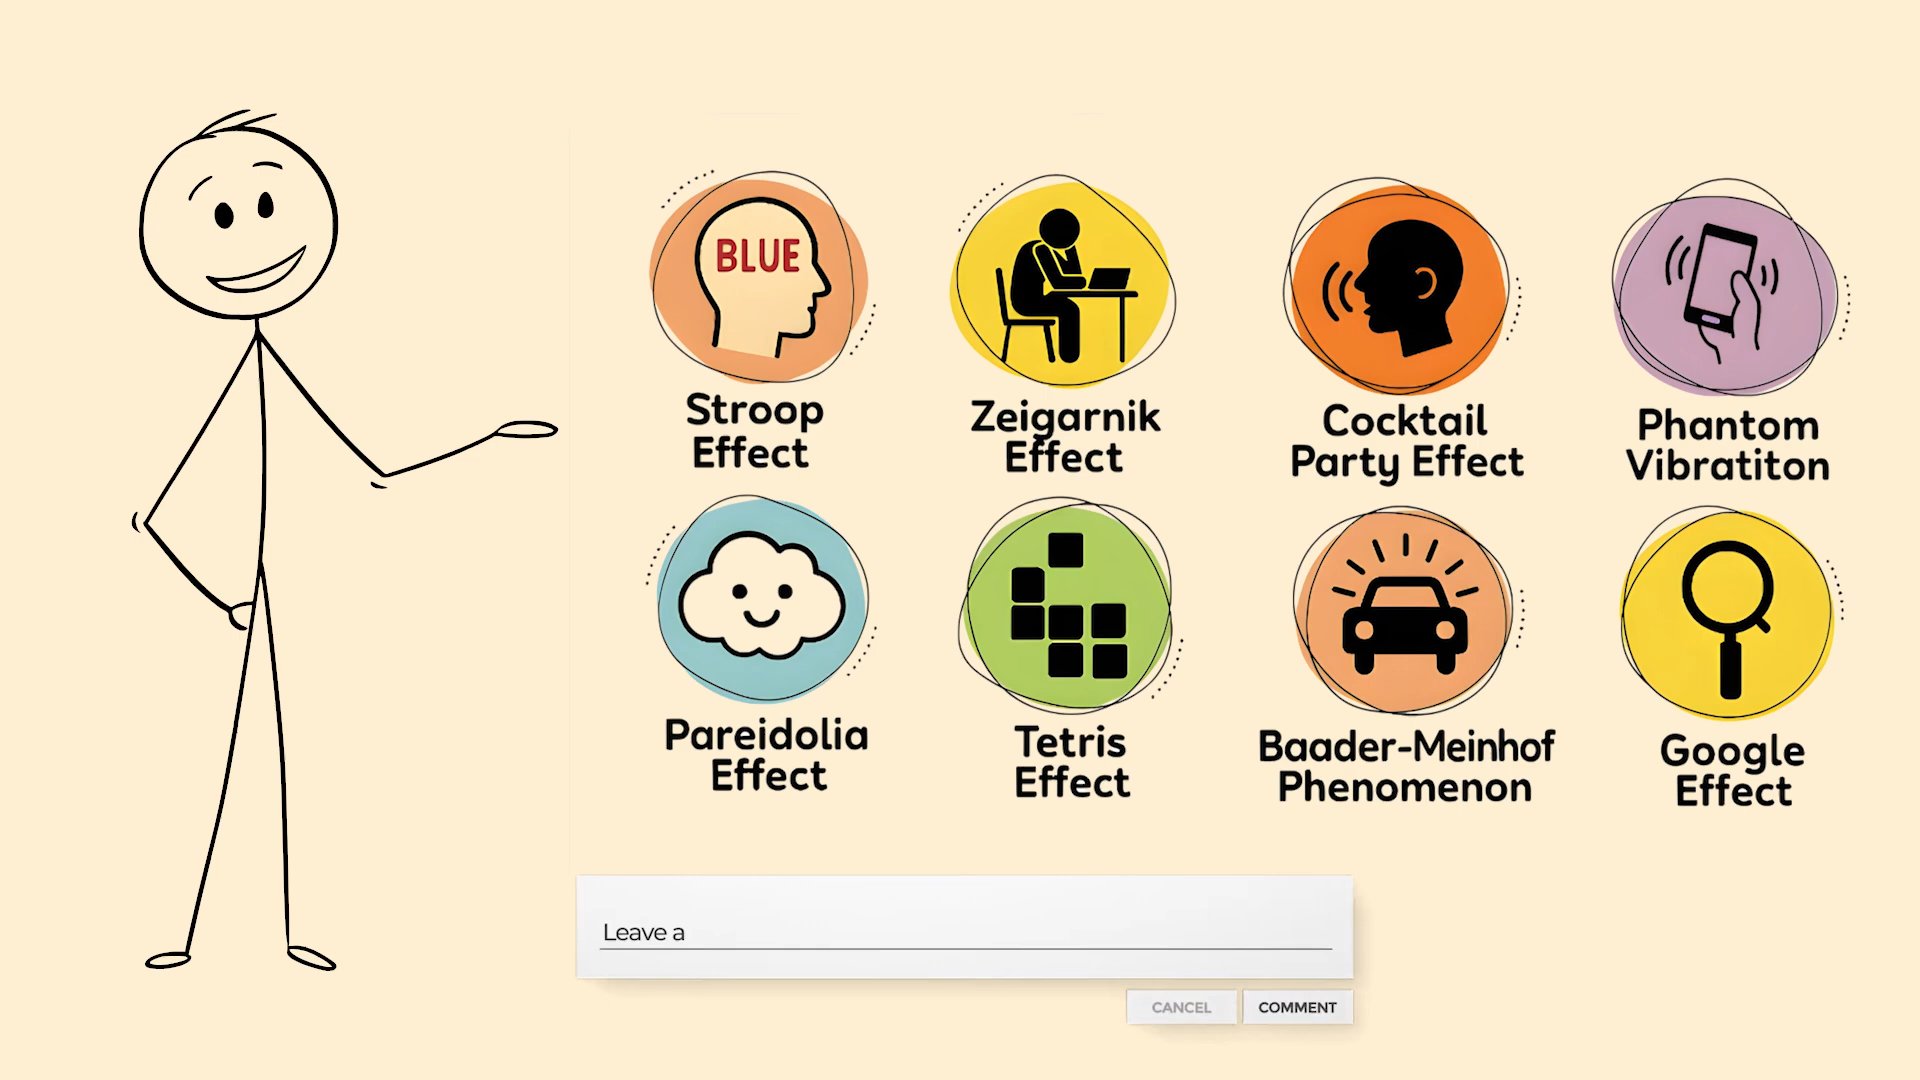 BLUE
Stroop
Effect
Zeigarnik
Effect
Cocktail
Party Effect
Phantom
Vibratiton
Pareidolia
Effect
Tetris
Effect
Baader-Meinhof
Phenomenon
Google
Effect
Leave a
CANCEL
COMMENT